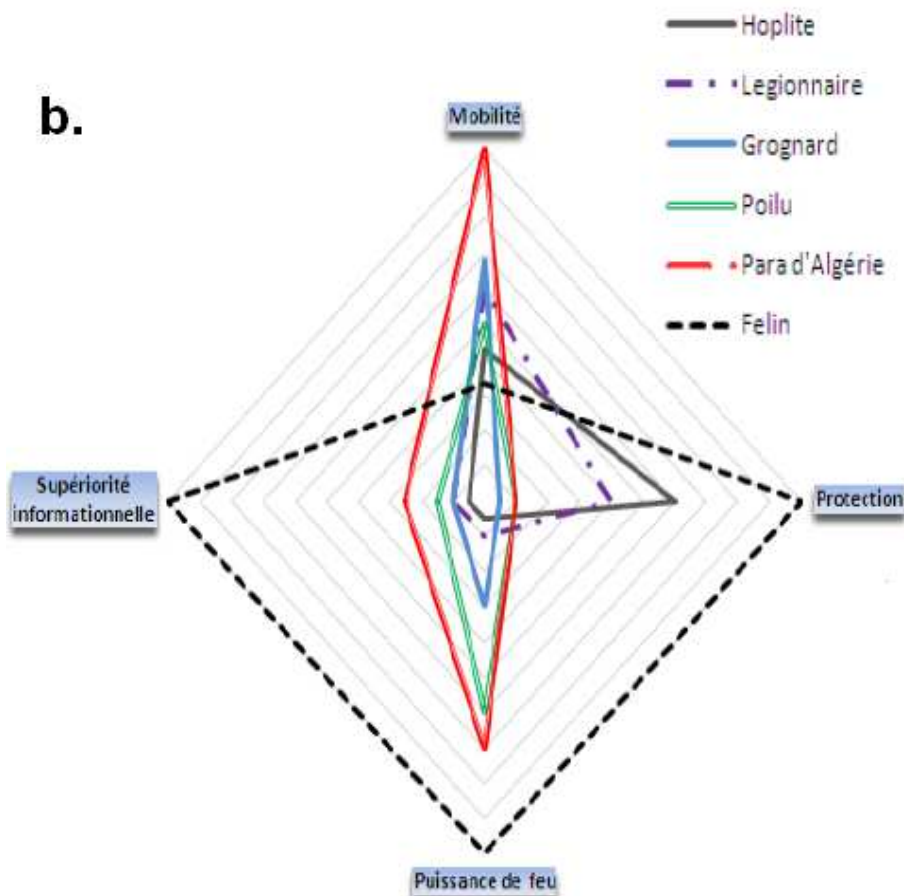 b.
Hoplite
Legionnaire
Grognard
Poilu
Para d'Algérie
Felin
Mobilité
Supériorité
informationnelle
Protection
Puissance de feu